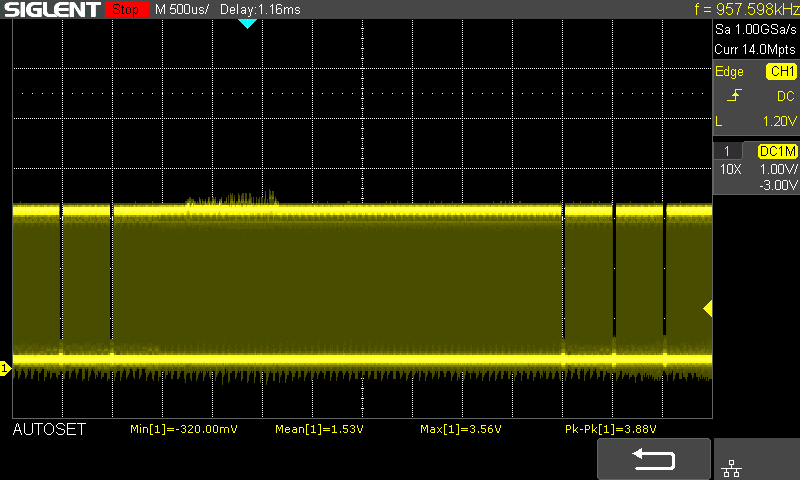 SIGLENT Stop M 500us/ Delay:1.16ms f = 957.598kHz
Sa 1.00GSa/s
Curr 14.0Mpts
Edge CH1
DC
L 1.20V
1 DC1M
10X 1.00V/
-3.00V
1
AUTOSET Min[1]=-320.00mV Mean[1]=1.53V Max[1]=3.56V Pk-Pk[1]=3.88V